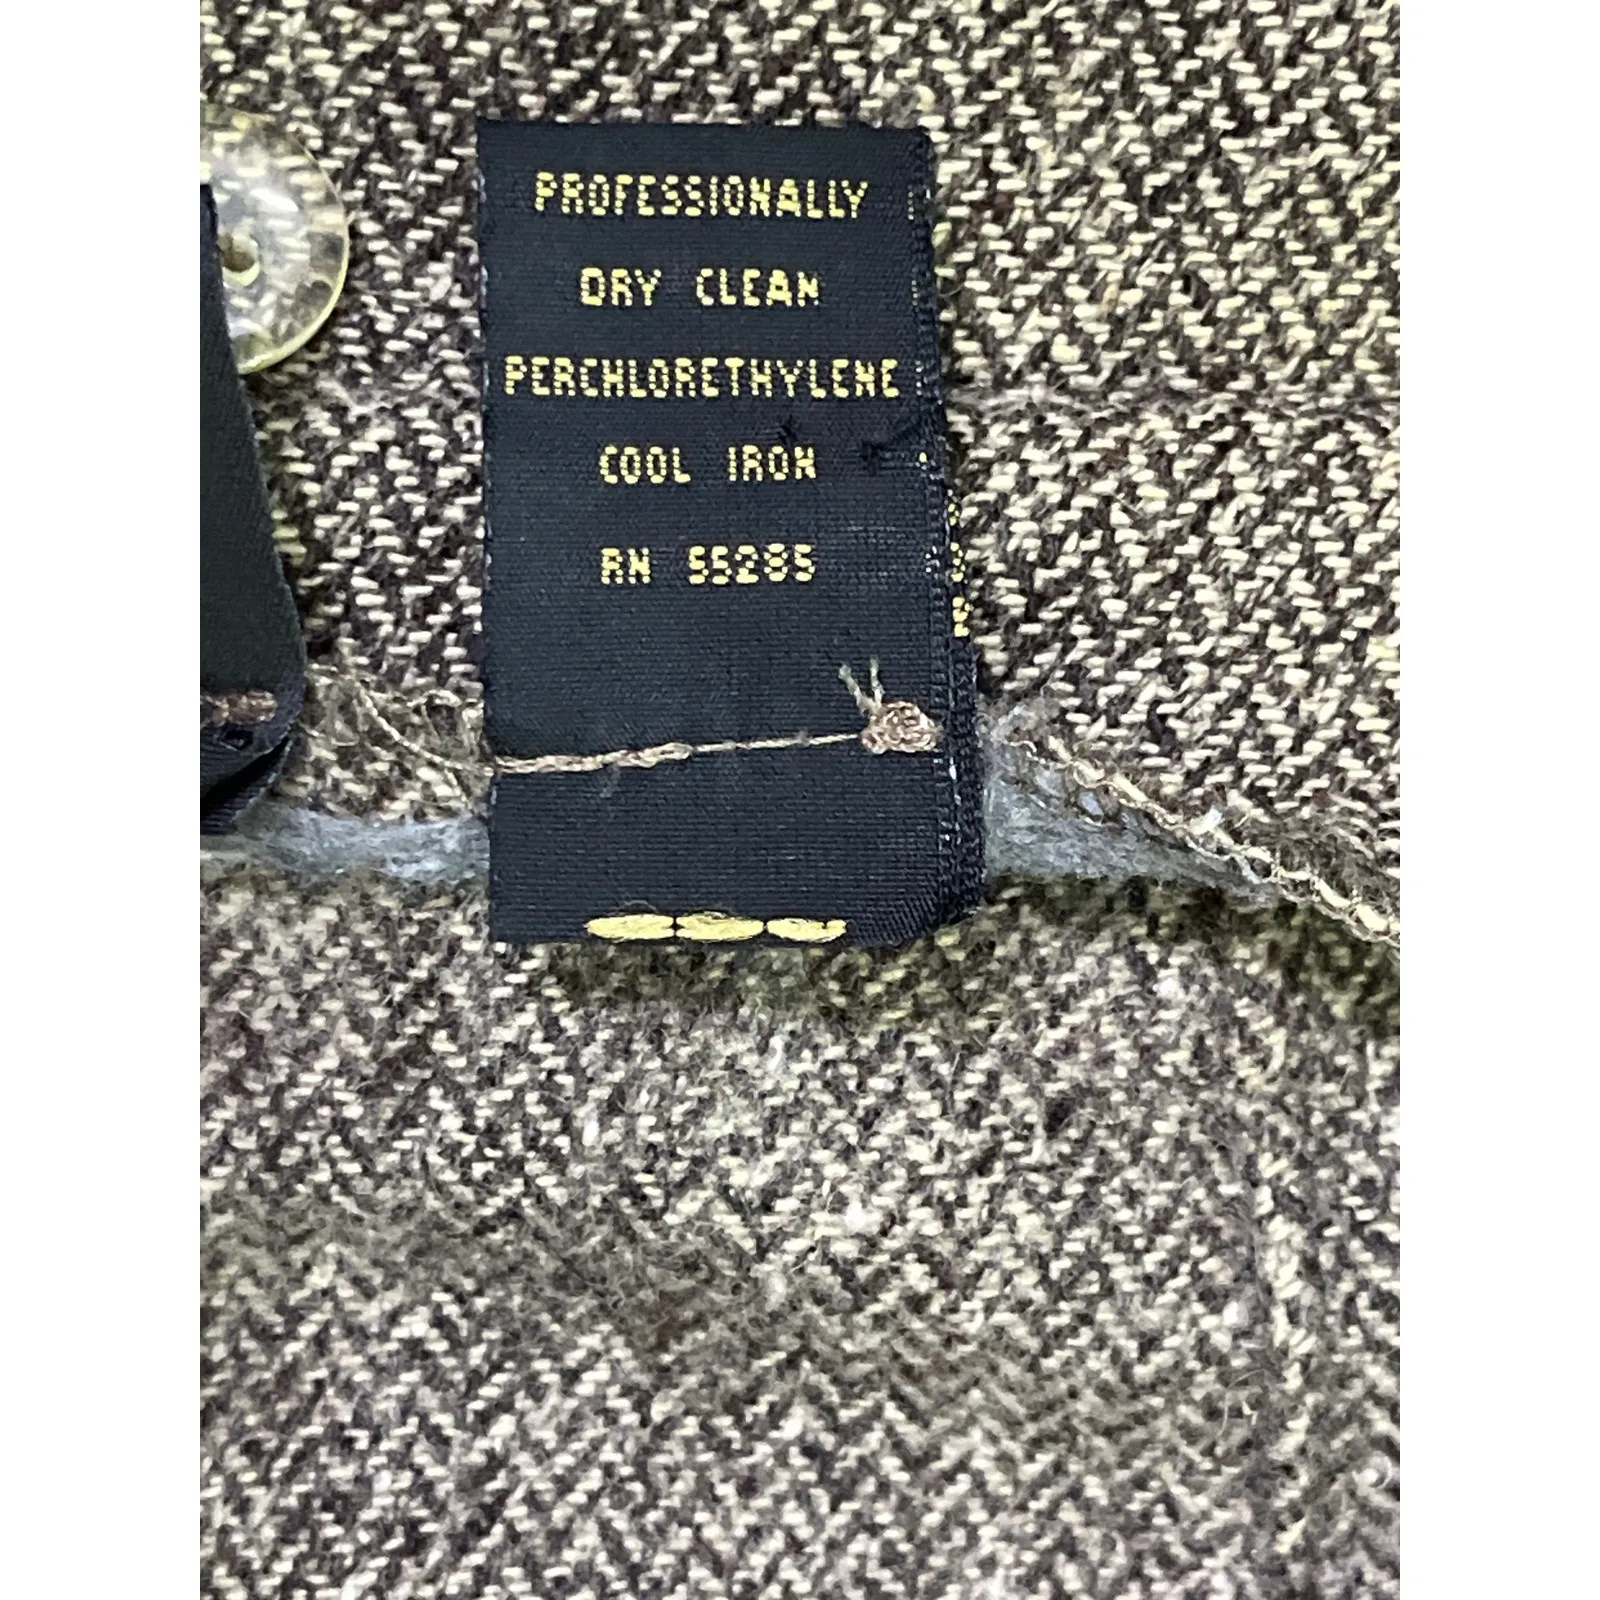 PROFESSIONALLY
DRY CLEAN
PERCHLORETHYLENE
COOL IRON
RN 55285